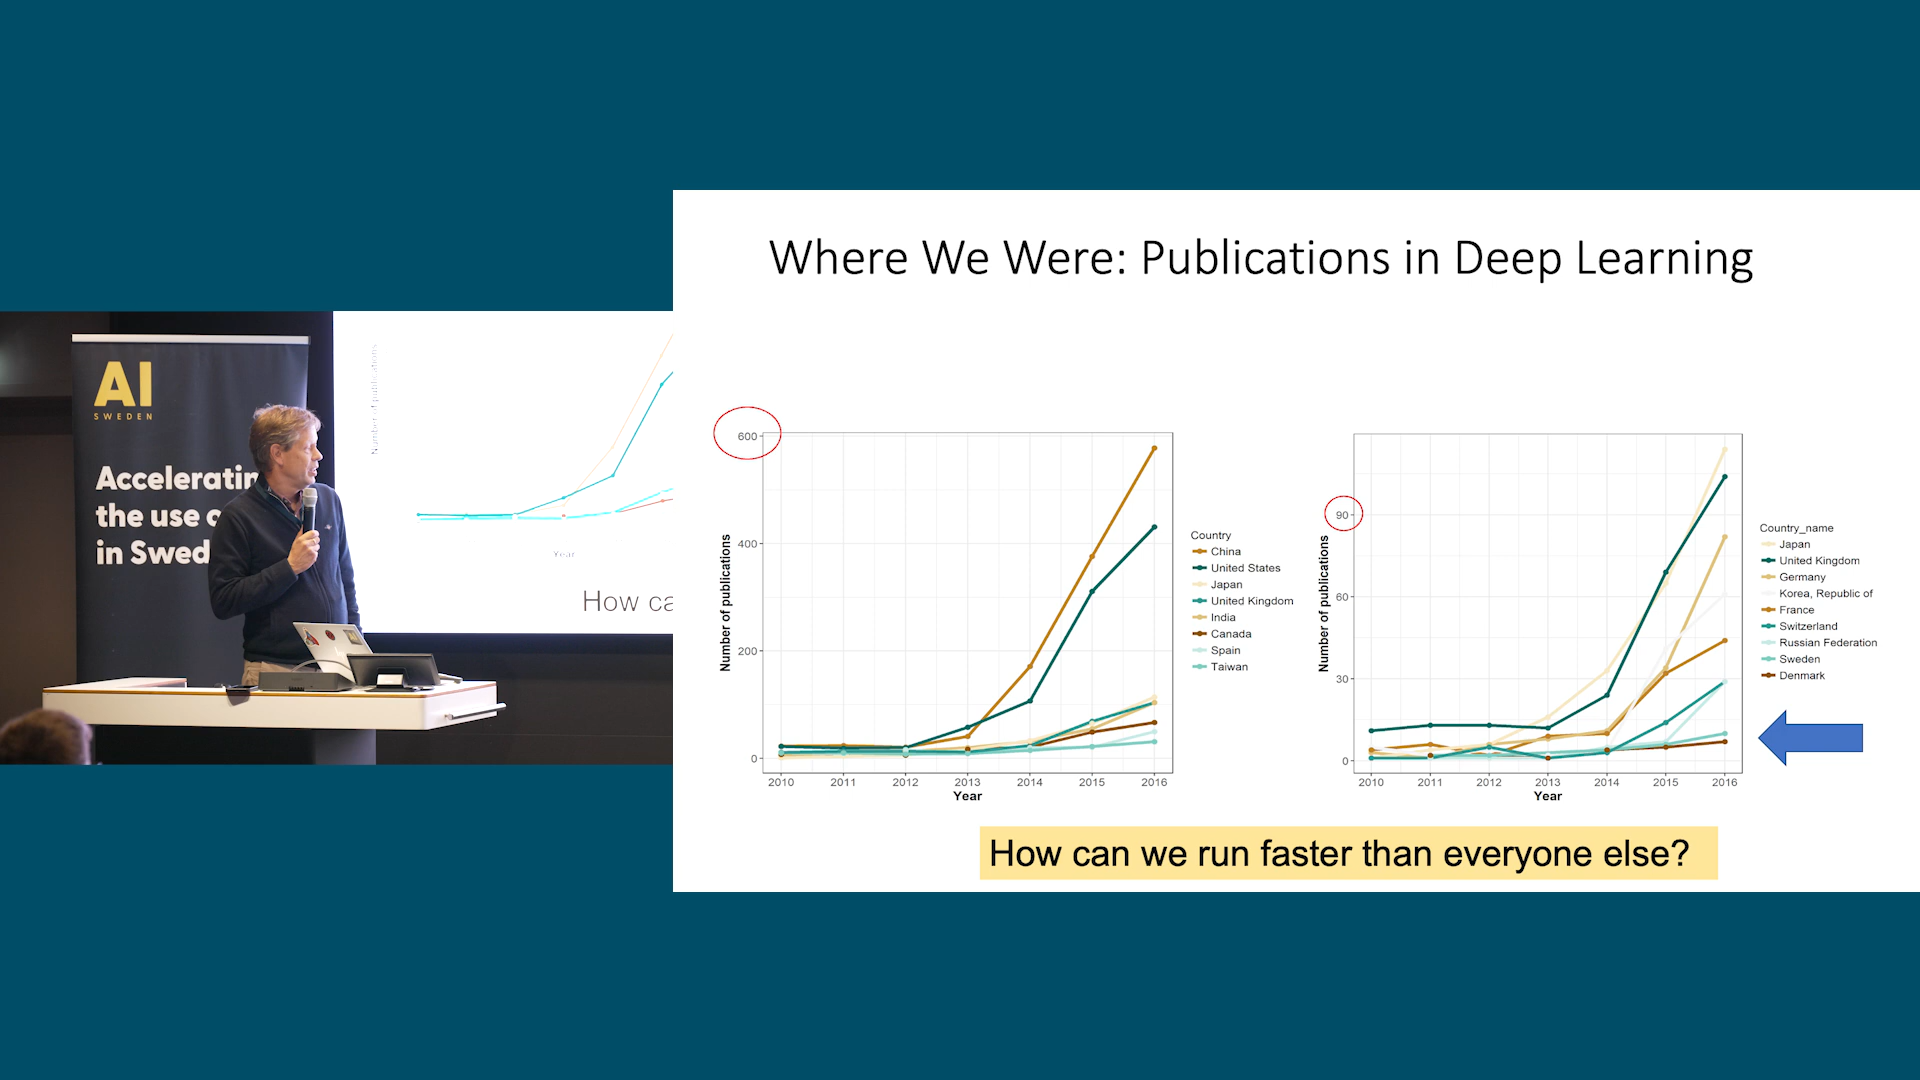 AI
SWEDEN
Acceleratin
the use o
in Swed
Number of publications
Year
How ca
Where We Were: Publications in Deep Learning
600
400
200
0
Number of publications
2010 2011 2012 2013 2014 2015 2016
Year
Country
China
United States
Japan
United Kingdom
India
Canada
Spain
Taiwan
90
60
30
0
Number of publications
2010 2011 2012 2013 2014 2015 2016
Year
Country_name
Japan
United Kingdom
Germany
Korea, Republic of
France
Switzerland
Russian Federation
Sweden
Denmark
How can we run faster than everyone else?